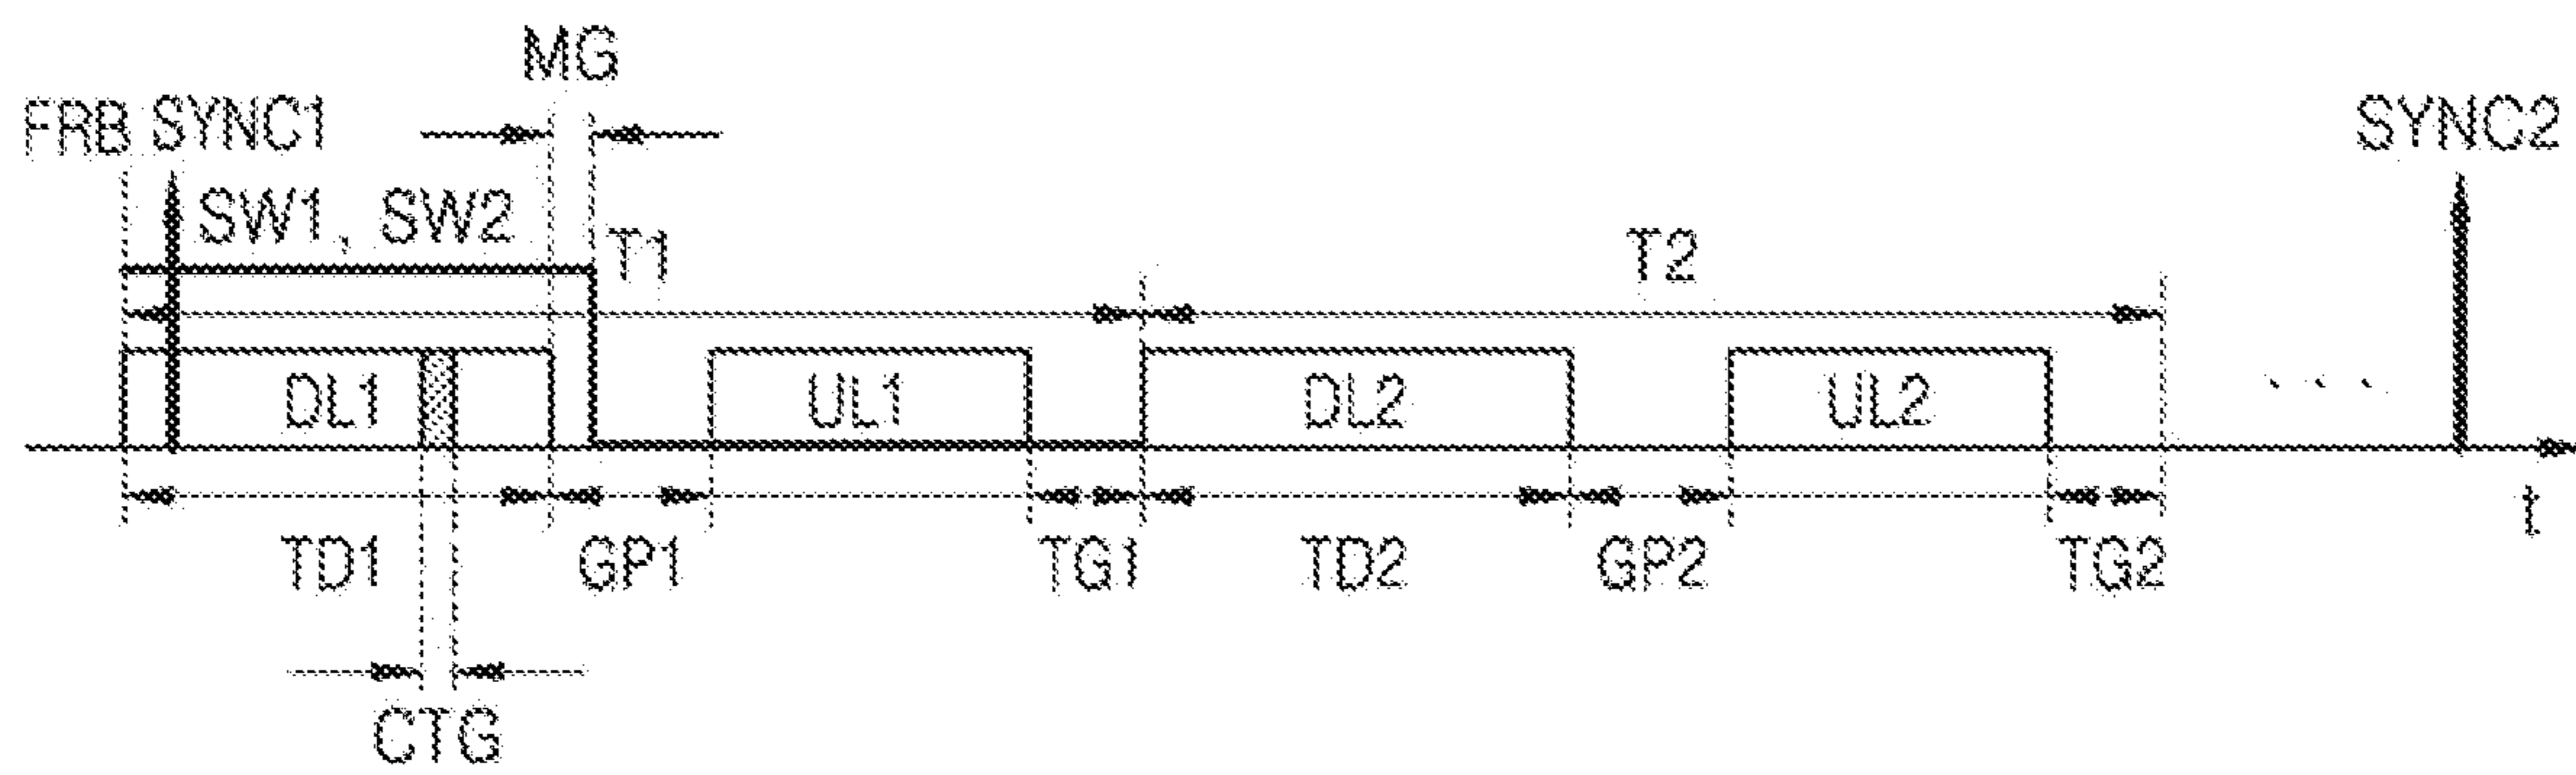 MG
FRB SYNC1 SYNC2
SW1, SW2
T1 T2
DL1 UL1 DL2 UL2 ...
t
TD1 GP1 TG1 TD2 GP2 TG2
CTG